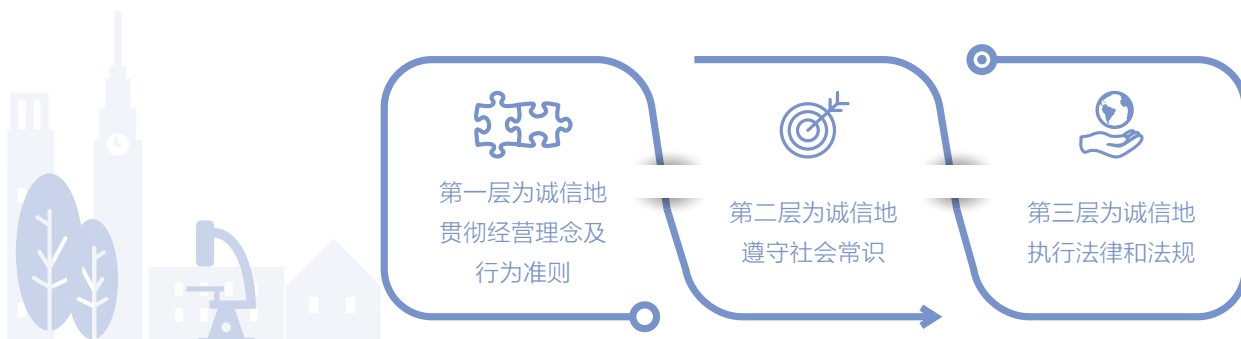 第一层为诚信地
贯彻经营理念及
行为准则
第二层为诚信地
遵守社会常识
第三层为诚信地
执行法律和法规